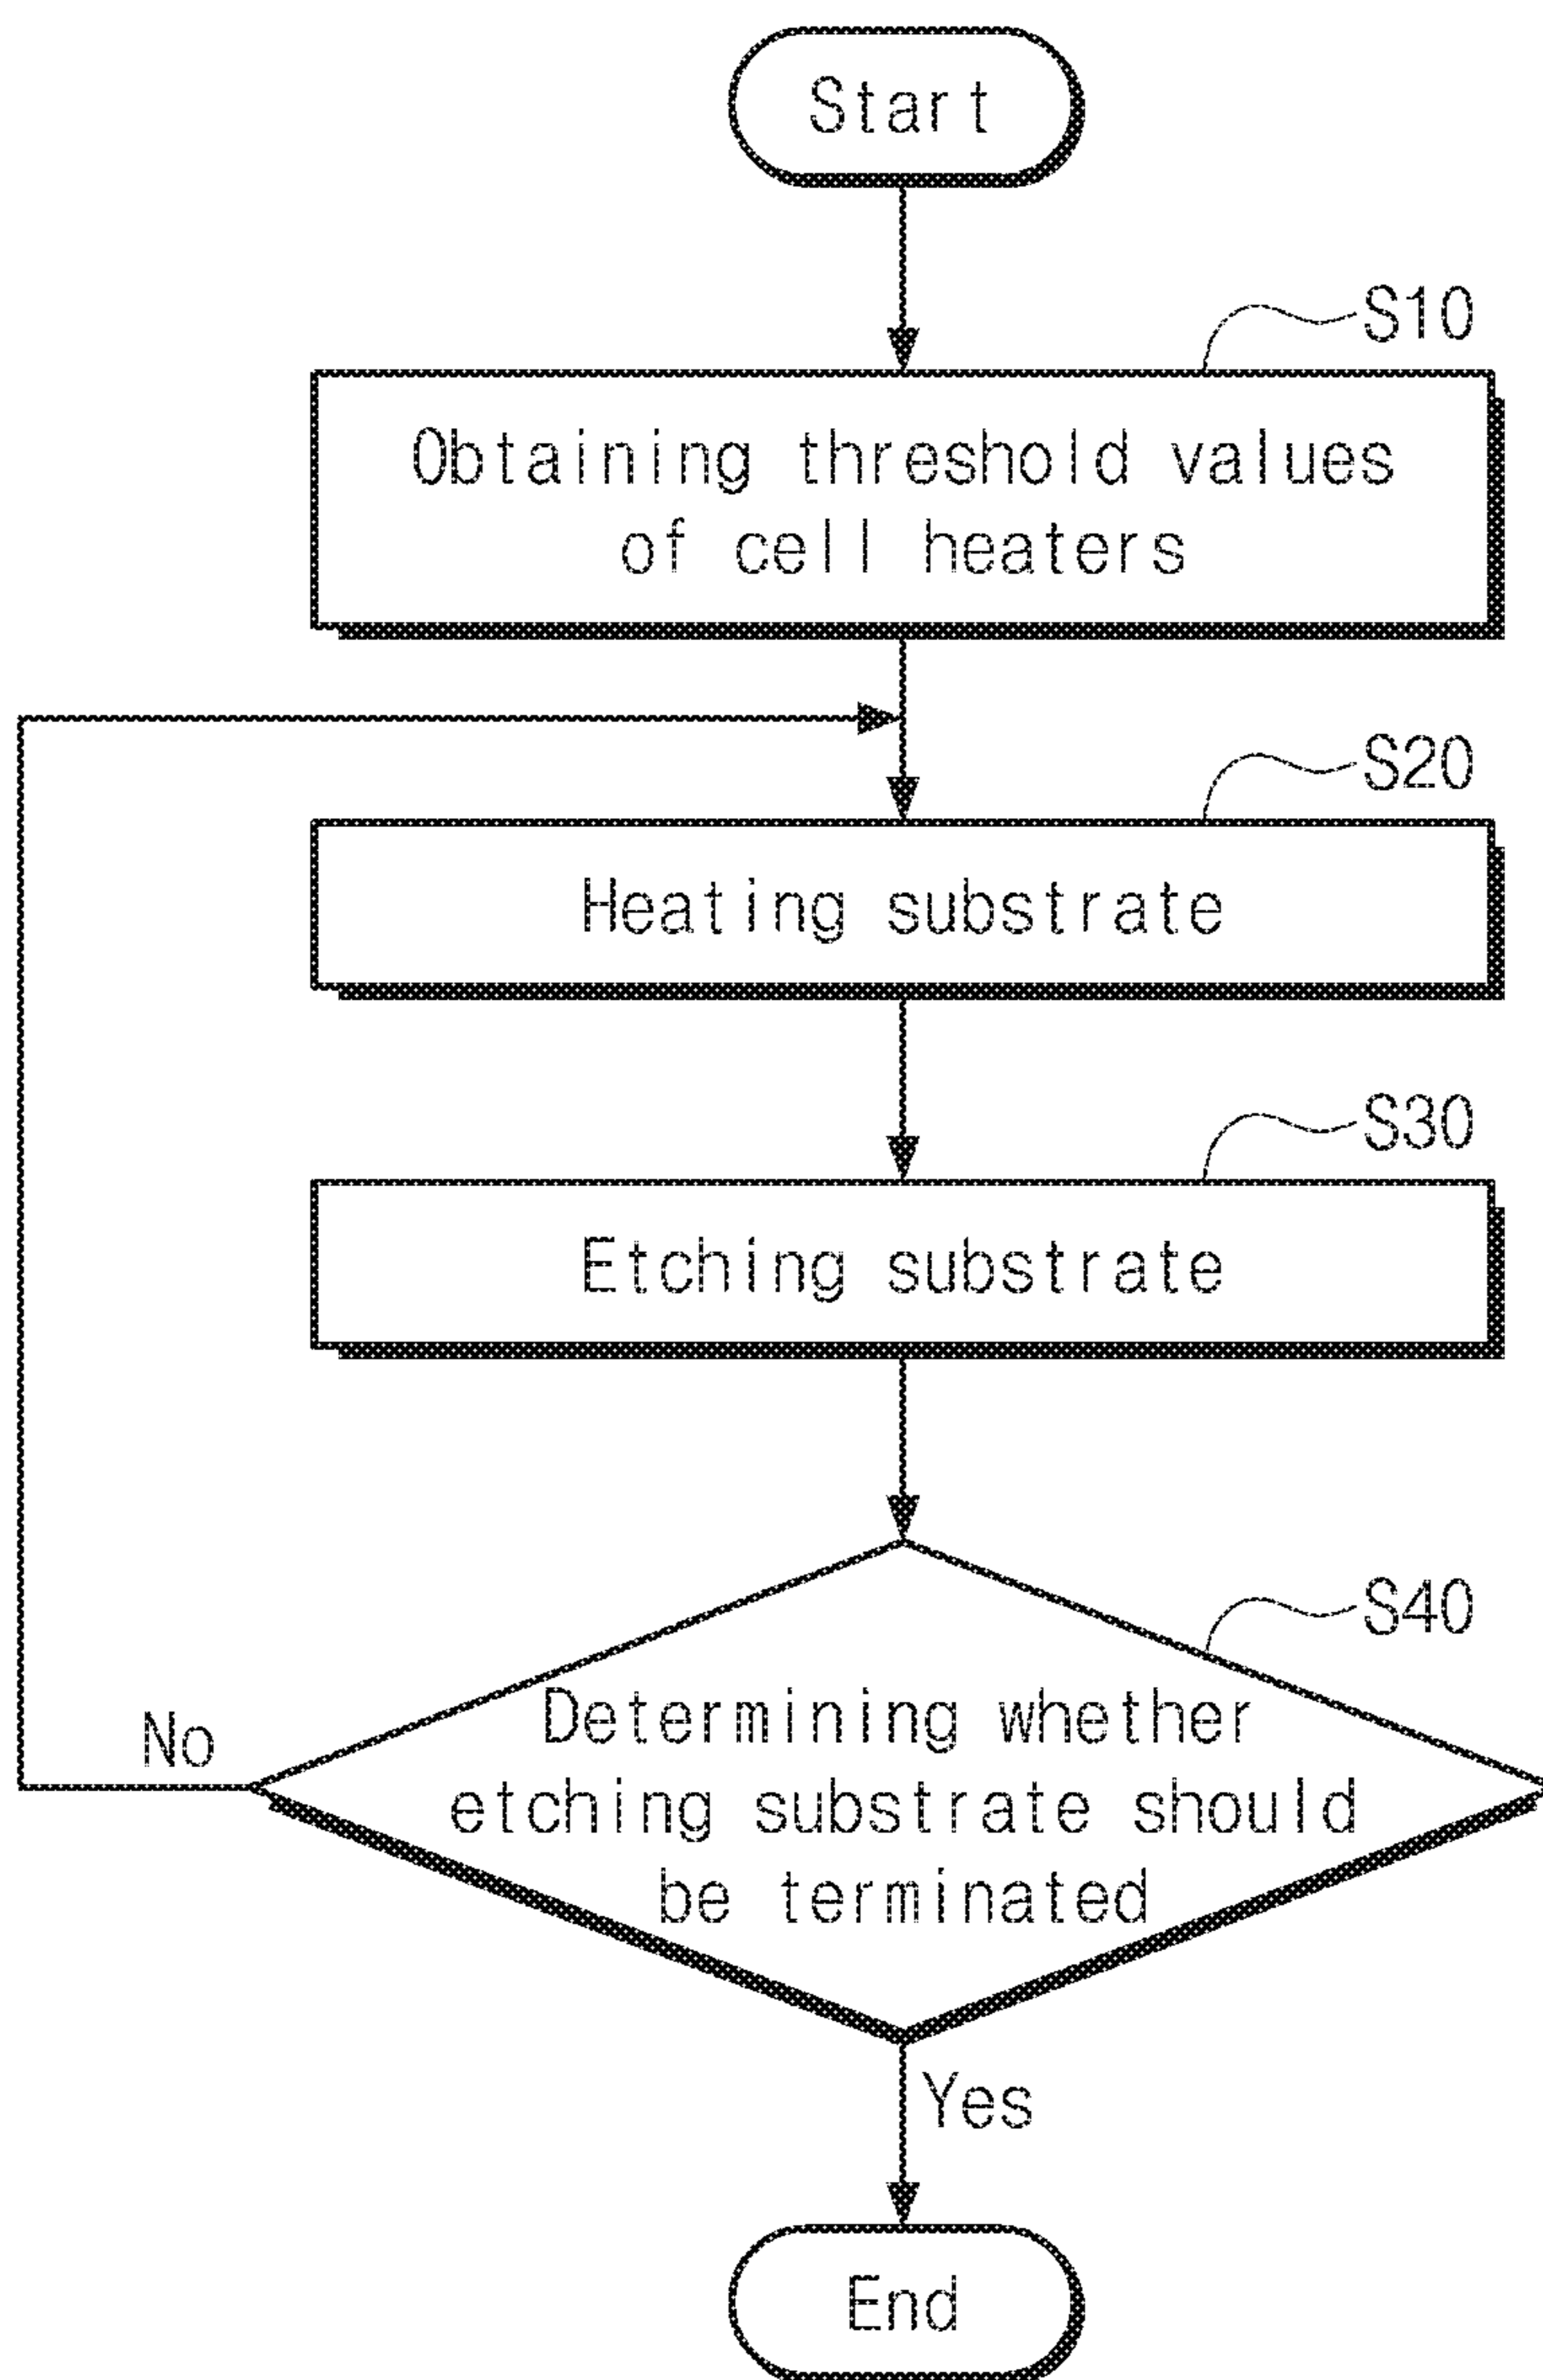 Start
S10
Obtaining threshold values
of cell heaters
S20
Heating substrate
S30
Etching substrate
S40
Determining whether
etching substrate should
be terminated
No
Yes
End